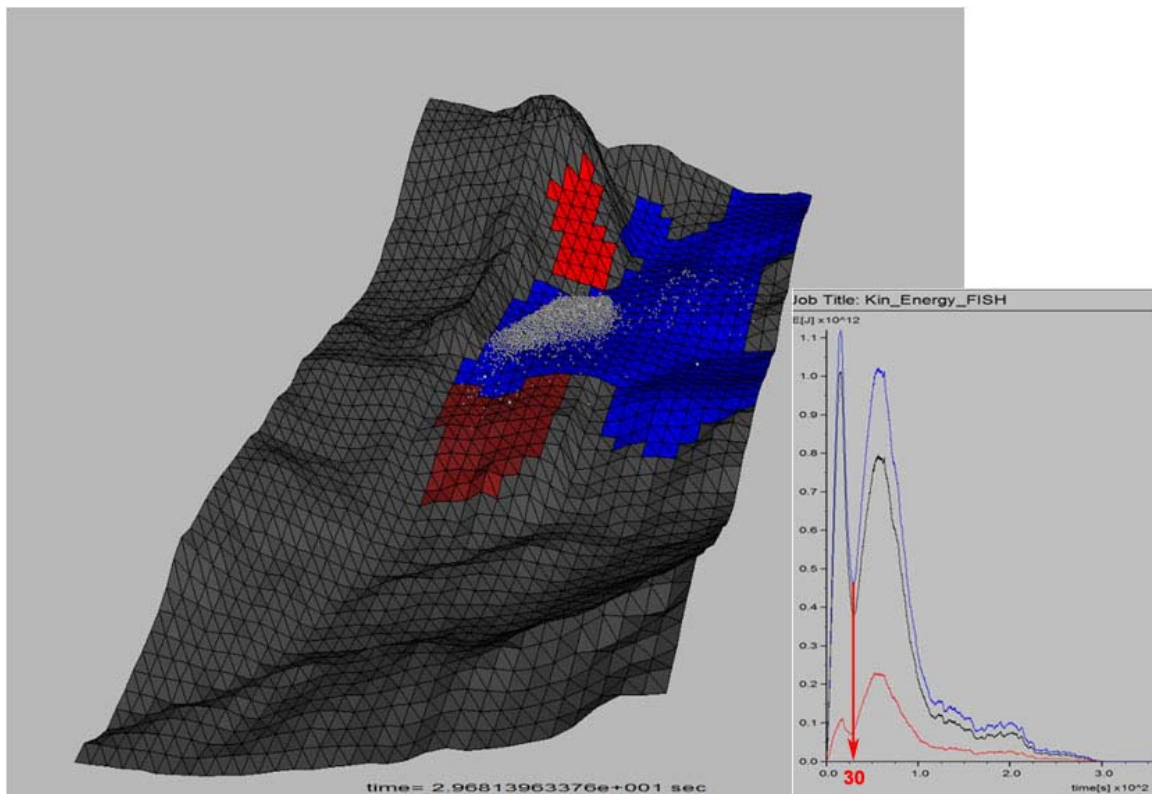 time= 2.96813963376e+001 sec
Job Title: Kin_Energy_FISH
E[J] x10^12
1.1
1.0
0.9
0.8
0.7
0.6
0.5
0.4
0.3
0.2
0.1
0.0
0.0 1.0 2.0 3.0
30
time[s] x10^2